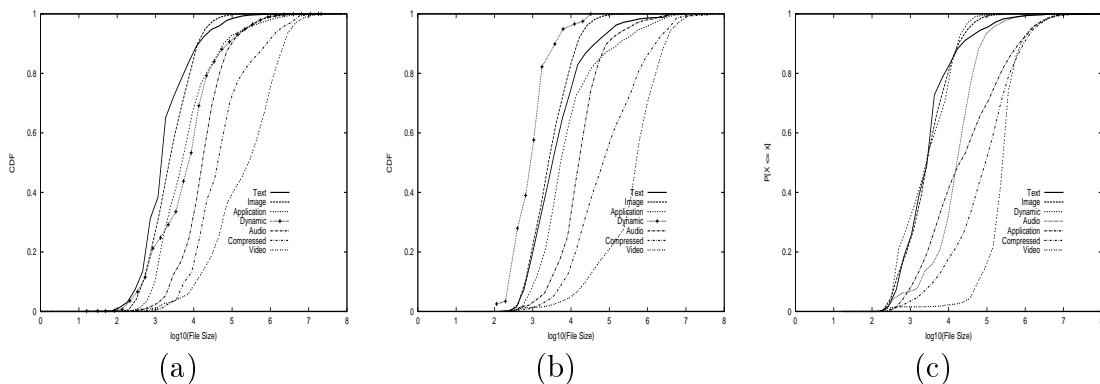 1
0.8
0.6
0.4
0.2
0
CDF
Text
Image
Application
Dynamic
Audio
Compressed
Video
0 1 2 3 4 5 6 7 8
log10(File Size)
(a)
1
0.8
0.6
0.4
0.2
0
CDF
Text
Image
Application
Dynamic
Audio
Compressed
Video
0 1 2 3 4 5 6 7 8
log10(File Size)
(b)
1
0.8
0.6
0.4
0.2
0
P[X <= x]
Text
Image
Dynamic
Audio
Application
Compressed
Video
0 1 2 3 4 5 6 7 8
log10(File Size)
(c)